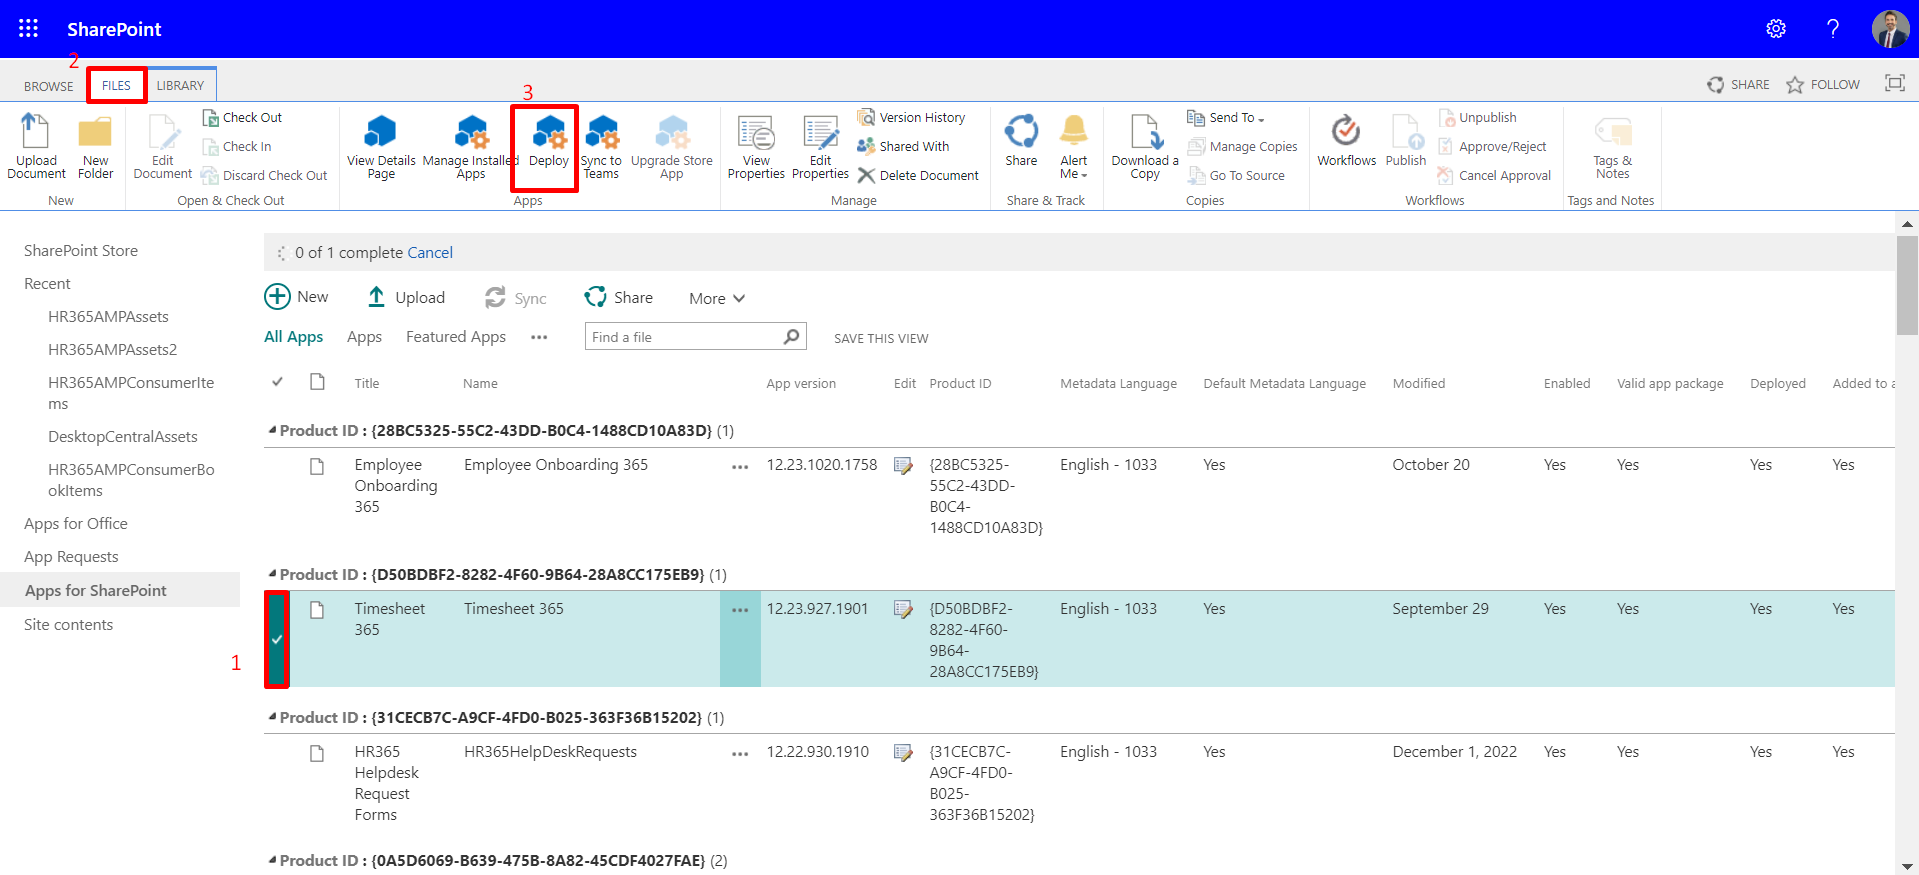 SharePoint
2
3
BROWSE FILES LIBRARY SHARE FOLLOW
Upload Document
New Folder
New
Edit Document
Check Out
Check In
Discard Check Out
Open & Check Out
View Details Page
Manage Installed Apps
Deploy
Sync to Teams
Upgrade Store App
Apps
View Properties
Edit Properties
Version History
Shared With
Delete Document
Manage
Share
Alert Me
Share & Track
Download a Copy
Send To
Manage Copies
Go To Source
Copies
Workflows
Publish
Unpublish
Approve/Reject
Cancel Approval
Workflows
Tags & Notes
Tags and Notes
SharePoint Store
Recent
HR365AMPAssets
HR365AMPAssets2
HR365AMPConsumerIte
ms
DesktopCentralAssets
HR365AMPConsumerBo
okItems
Apps for Office
App Requests
Apps for SharePoint
Site contents
1
0 of 1 complete Cancel
New Upload Sync Share More
All Apps Apps Featured Apps ••• Find a file SAVE THIS VIEW
Title Name App version Edit Product ID Metadata Language Default Metadata Language Modified Enabled Valid app package Deployed Added to a
Product ID : {28BC5325-55C2-43DD-B0C4-1488CD10A83D} (1)
Employee Onboarding 365 Employee Onboarding 365 ••• 12.23.1020.1758 {28BC5325-55C2-43DD-B0C4-1488CD10A83D} English - 1033 Yes October 20 Yes Yes Yes Yes
Product ID : {D50BDBF2-8282-4F60-9B64-28A8CC175EB9} (1)
Timesheet 365 Timesheet 365 ••• 12.23.927.1901 {D50BDBF2-8282-4F60-9B64-28A8CC175EB9} English - 1033 Yes September 29 Yes Yes Yes Yes
Product ID : {31CECB7C-A9CF-4FD0-B025-363F36B15202} (1)
HR365 Helpdesk Request Forms HR365HelpDeskRequests ••• 12.22.930.1910 {31CECB7C-A9CF-4FD0-B025-363F36B15202} English - 1033 Yes December 1, 2022 Yes Yes Yes Yes
Product ID : {0A5D6069-B639-475B-8A82-45CDF4027FAE} (2)